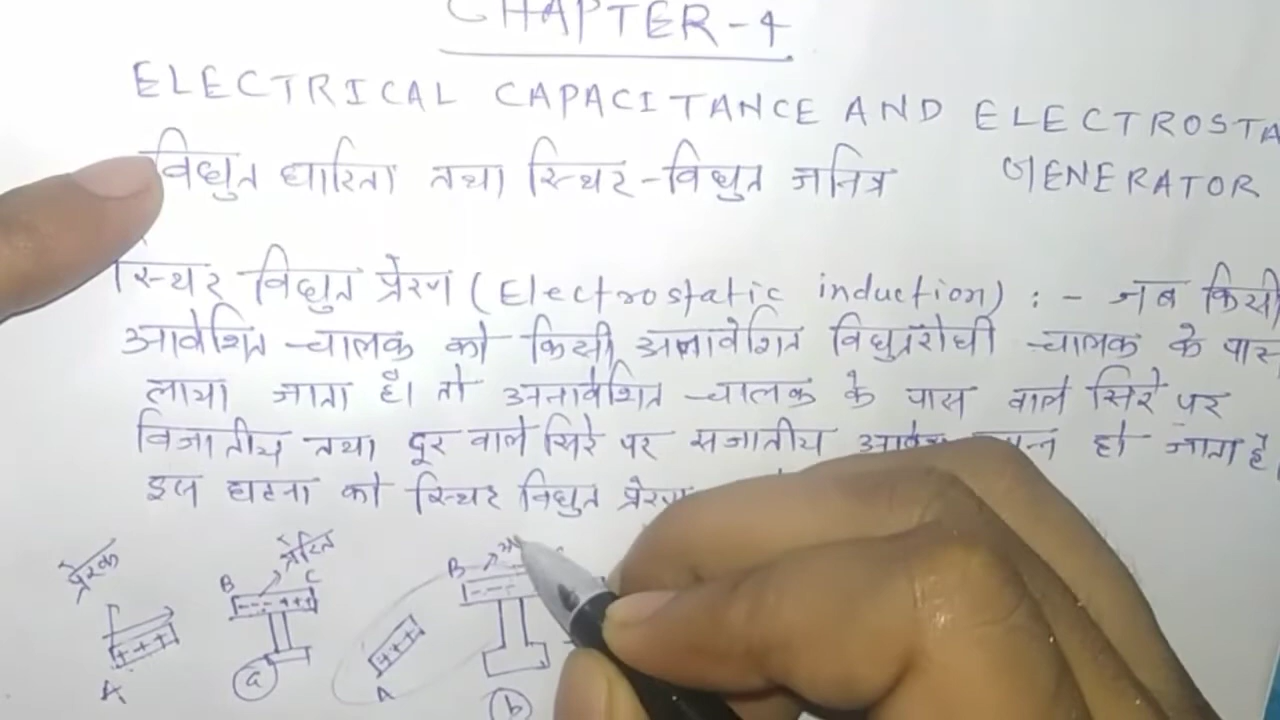 CHAPTER-4
ELECTRICAL CAPACITANCE AND ELECTROSTA
विधुत धारिता तथा स्थिर-विधुत जनित्र GENERATOR
स्थिर विधुत प्रेरण (Electrostatic induction) : - जब किसी
आवेशित चालक को किसी अनावेशित विधुतरोधी चालक के पास
लाया जाता है। तो अनावेशित चालक के पास वाले सिरे पर
विजातीय तथा दूर वाले सिरे पर सजातीय हो जाता है
इस घटना को स्थिर विधुत प्रेरण
प्रेरक B प्रेरित C B
+++ ---+++ +++ ---
A a A b